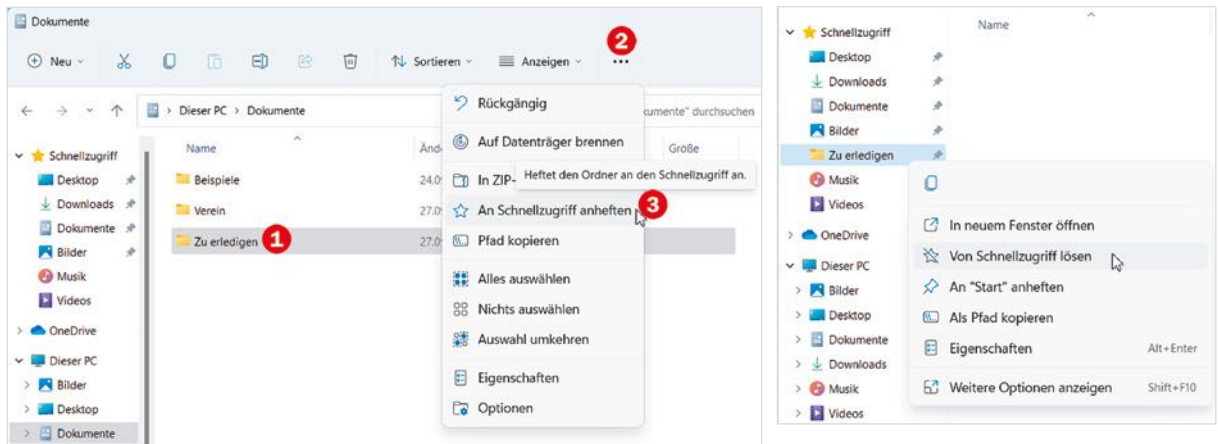 Dokumente
2
Neu
Sortieren
Anzeigen
Dieser PC > Dokumente
durchsuchen
Schnellzugriff
Desktop
Downloads
Dokumente
Bilder
Musik
Videos
OneDrive
Dieser PC
Bilder
Desktop
Dokumente
Name
Größe
Beispiele
24.0
Verein
27.0
Zu erledigen 1
27.0
Rückgängig
Auf Datenträger brennen
In ZIP-
Heftet den Ordner an den Schnellzugriff an.
An Schnellzugriff anheften 3
Pfad kopieren
Alles auswählen
Nichts auswählen
Auswahl umkehren
Eigenschaften
Optionen
Name
Schnellzugriff
Desktop
Downloads
Dokumente
Bilder
Zu erledigen
Musik
Videos
OneDrive
Dieser PC
Bilder
Desktop
Dokumente
Downloads
Musik
Videos
In neuem Fenster öffnen
Von Schnellzugriff lösen
An "Start" anheften
Als Pfad kopieren
Eigenschaften Alt+Enter
Weitere Optionen anzeigen Shift+F10